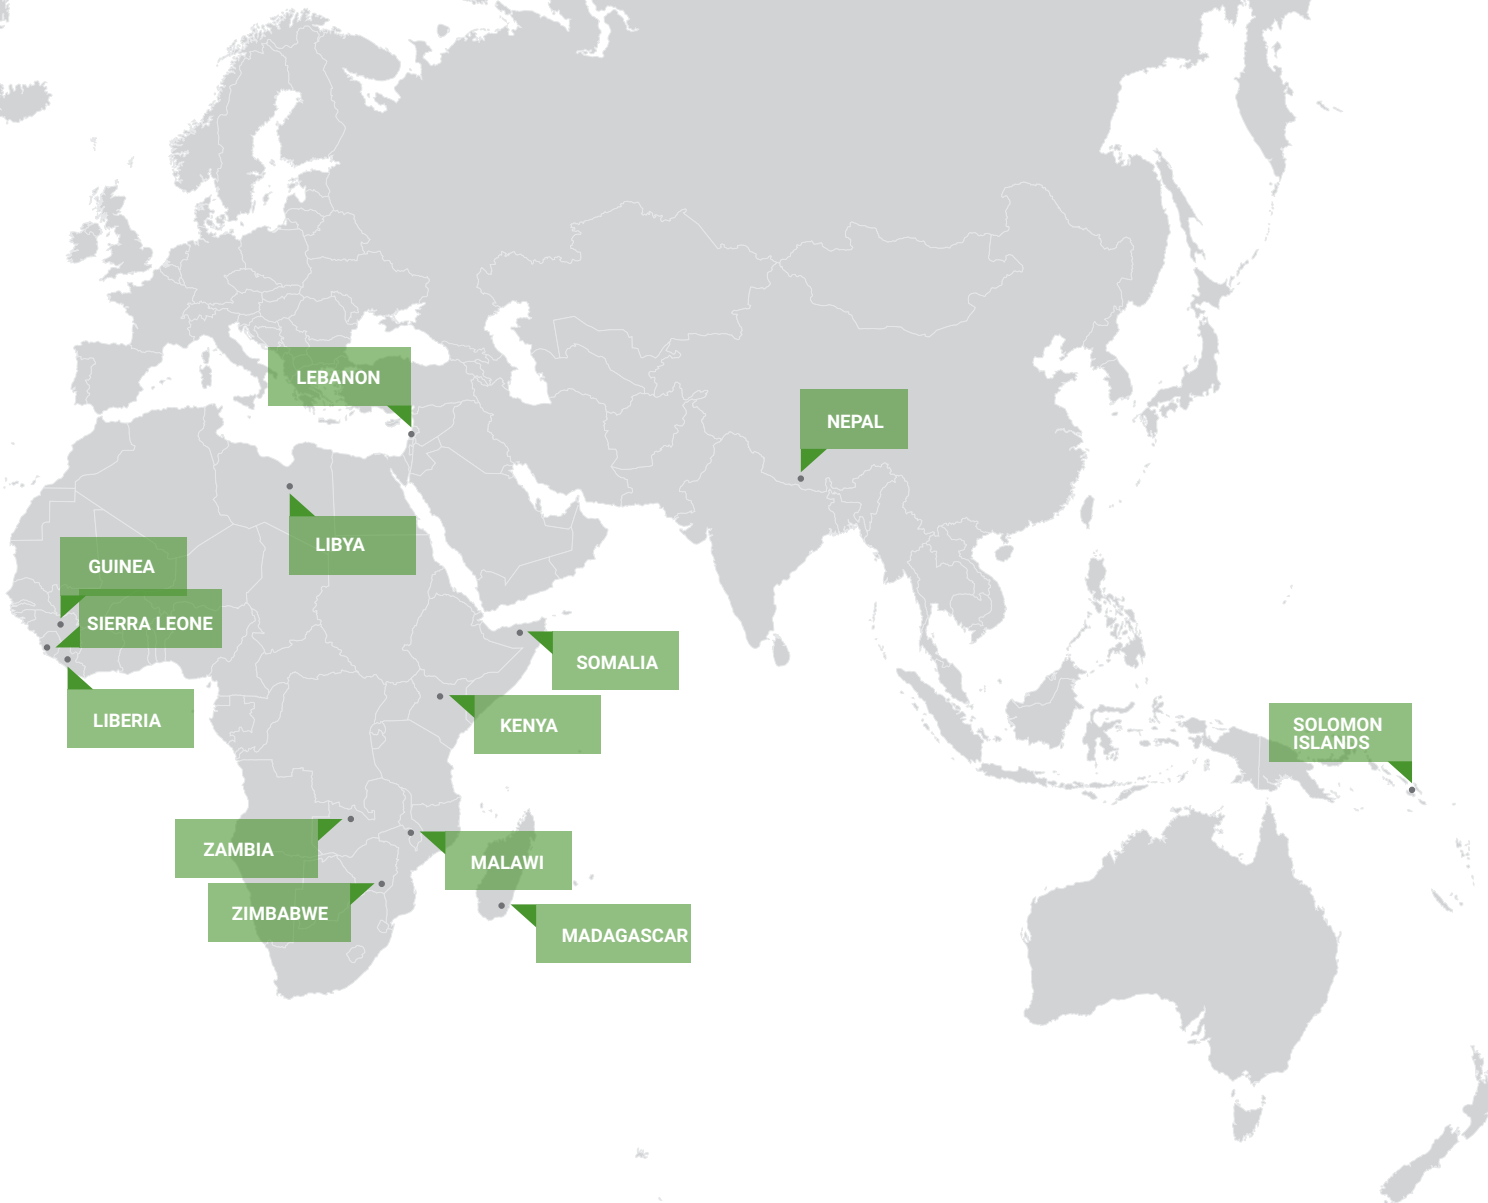 LEBANON
NEPAL
LIBYA
GUINEA
SIERRA LEONE
SOMALIA
LIBERIA
KENYA
SOLOMON
ISLANDS
ZAMBIA
MALAWI
ZIMBABWE
MADAGASCAR